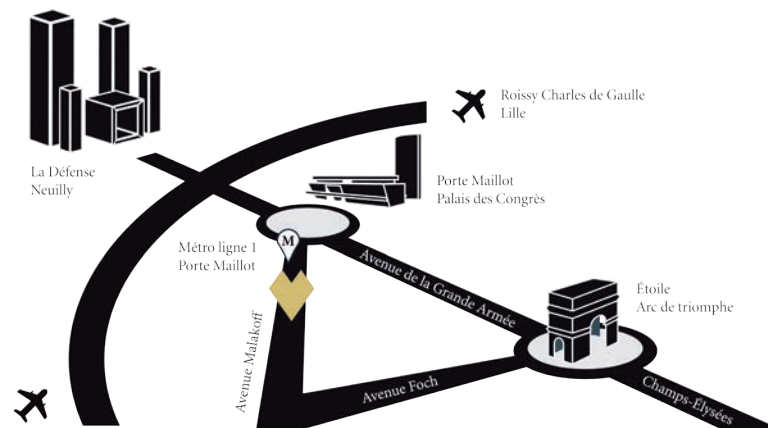 Roissy Charles de Gaulle
Lille
La Défense
Neuilly
Porte Maillot
Palais des Congrès
M
Métro ligne 1
Porte Maillot
Avenue de la Grande Armée
Étoile
Arc de triomphe
Avenue Malakoff
Avenue Foch
Champs-Élysées